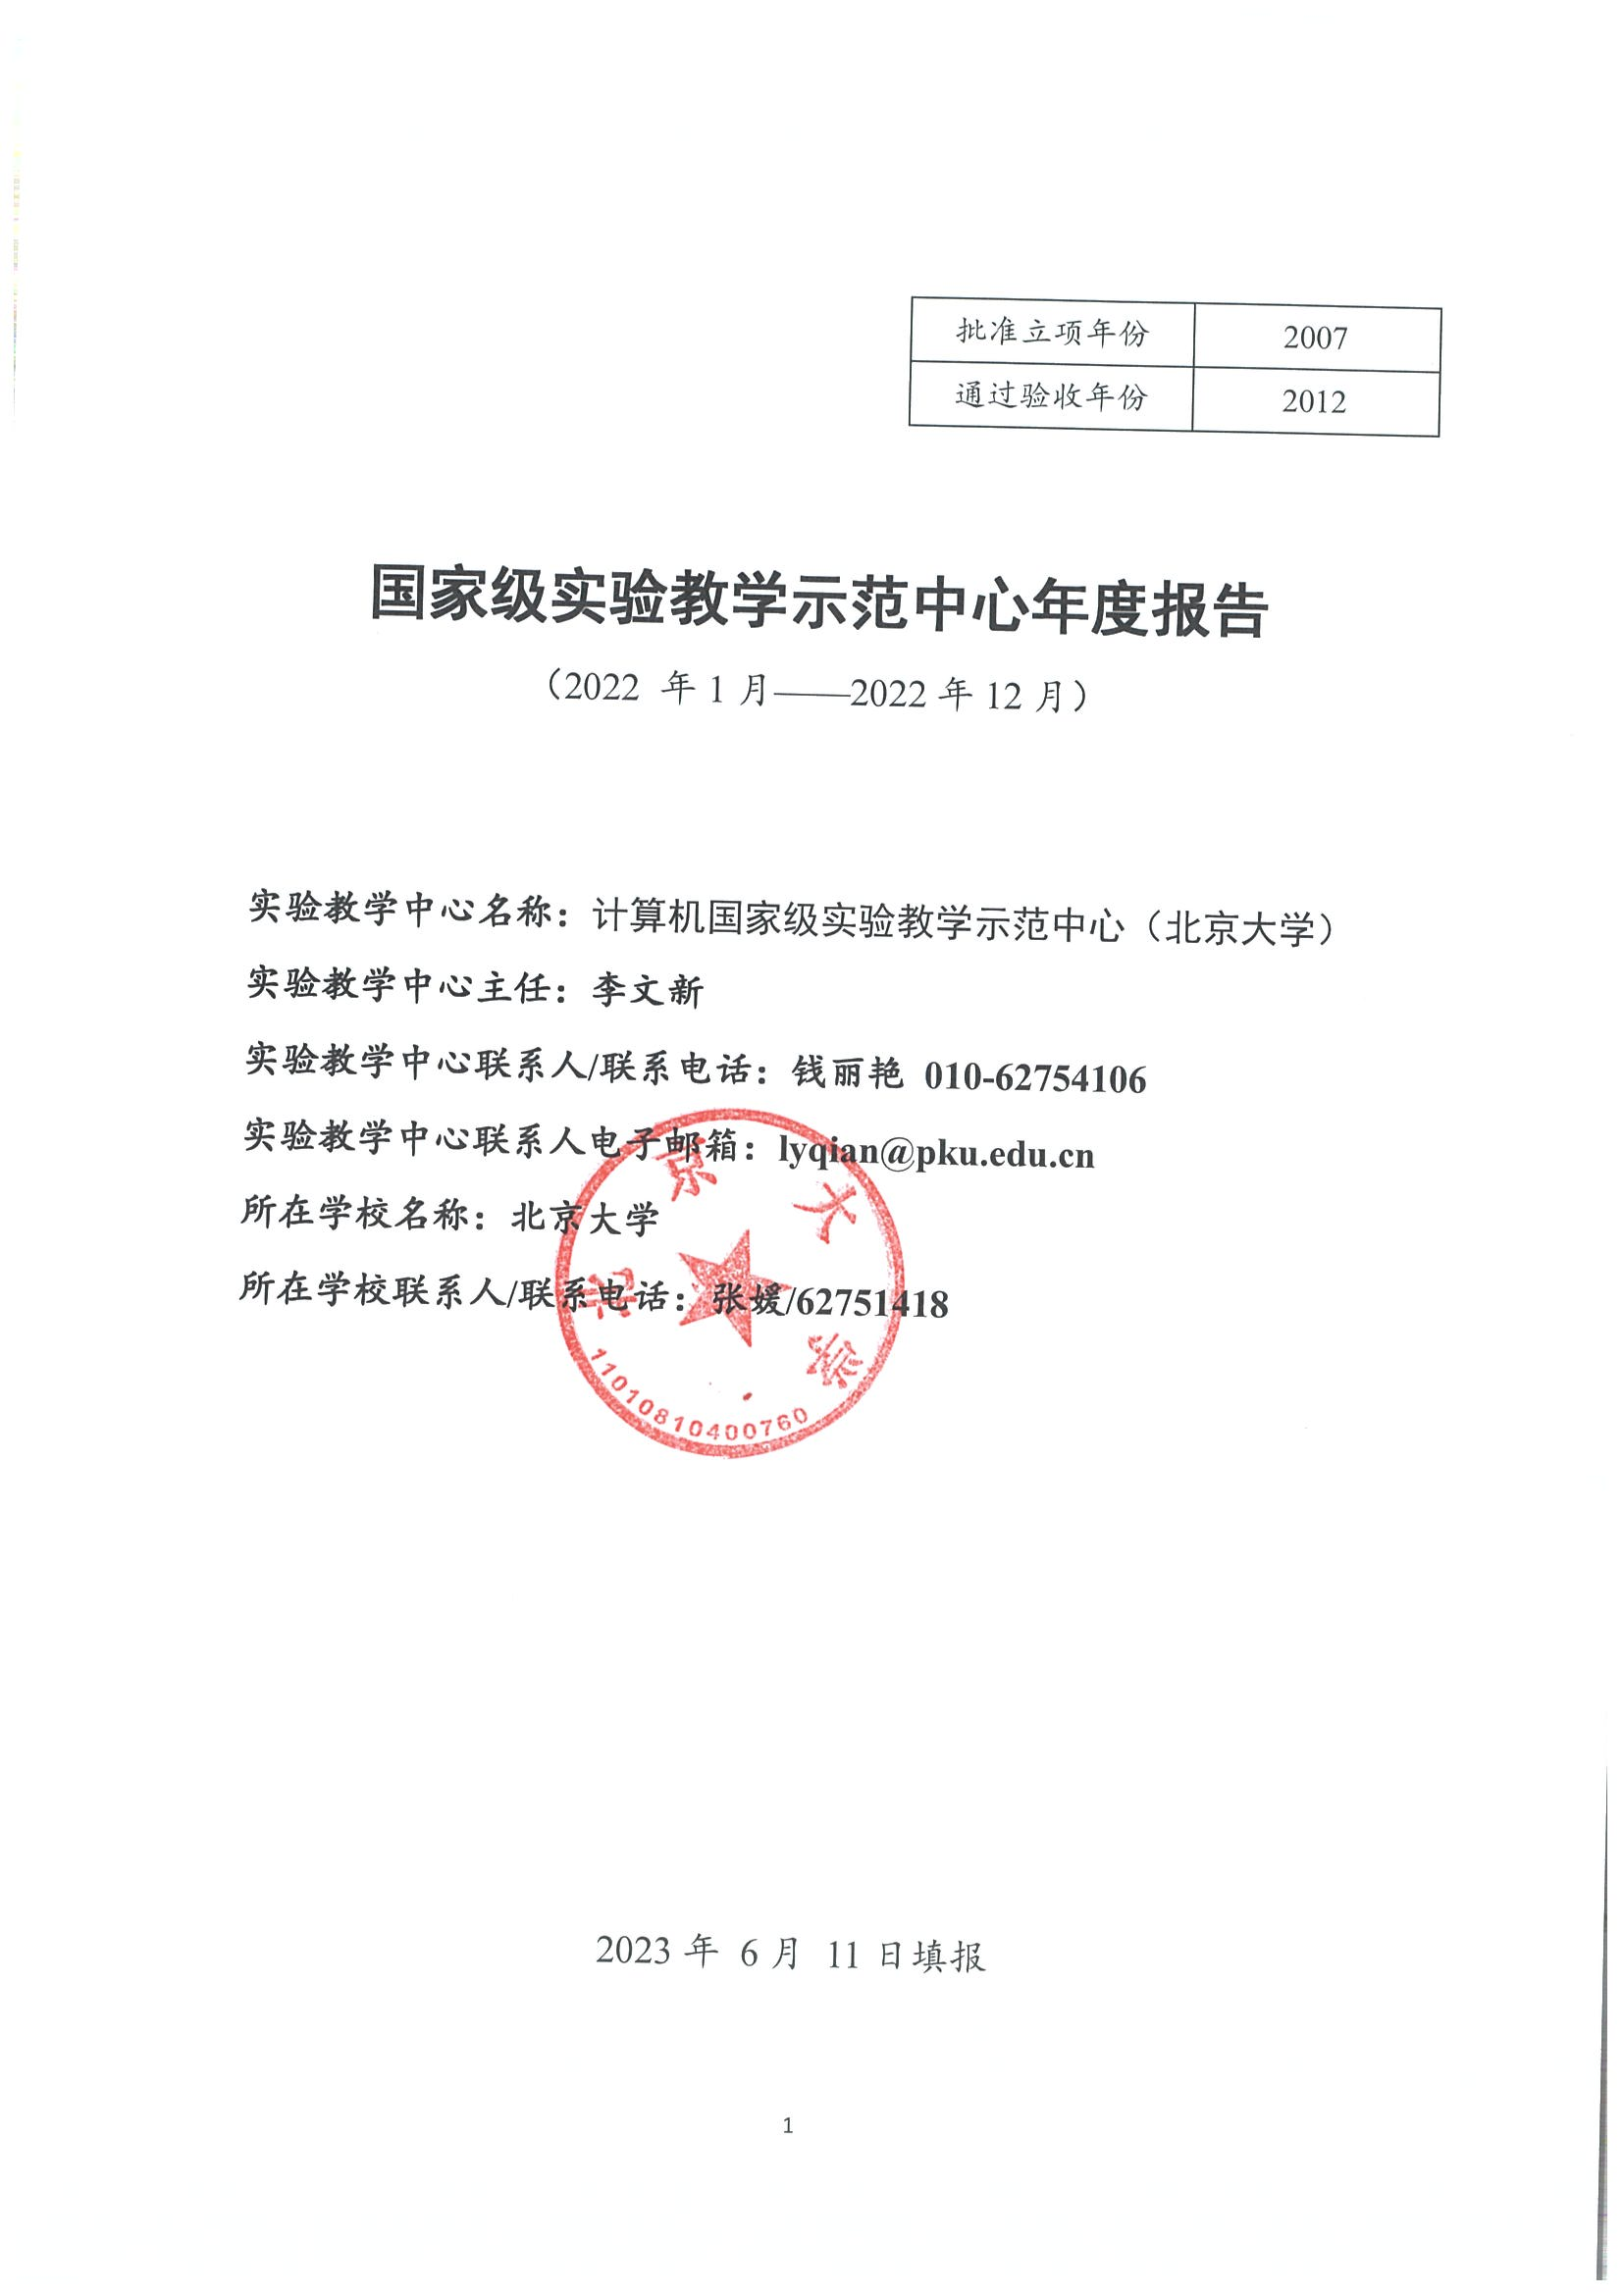 批准立项年份 2007
通过验收年份 2012
国家级实验教学示范中心年度报告
（2022 年 1 月——2022 年 12 月）
实验教学中心名称：计算机国家级实验教学示范中心（北京大学）
实验教学中心主任：李文新
实验教学中心联系人/联系电话：钱丽艳 010-62754106
实验教学中心联系人电子邮箱：lyqian@pku.edu.cn
所在学校名称：北京大学
所在学校联系人/联系电话：张媛/62751418
北京大学
11010810400760
2023 年 6 月 11 日填报
1